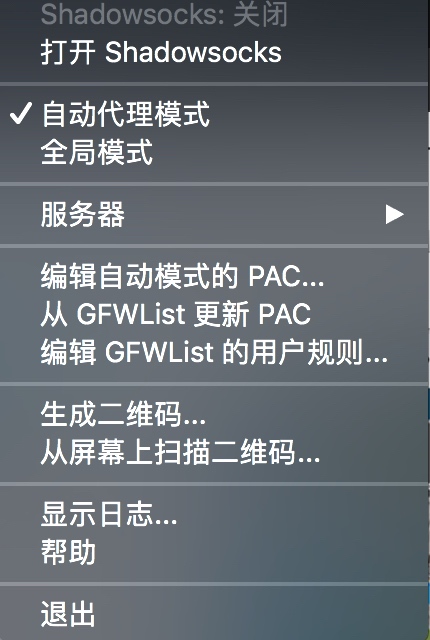 Shadowsocks: 关闭
打开 Shadowsocks
自动代理模式
全局模式
服务器
编辑自动模式的 PAC...
从 GFWList 更新 PAC
编辑 GFWList 的用户规则...
生成二维码...
从屏幕上扫描二维码...
显示日志...
帮助
退出